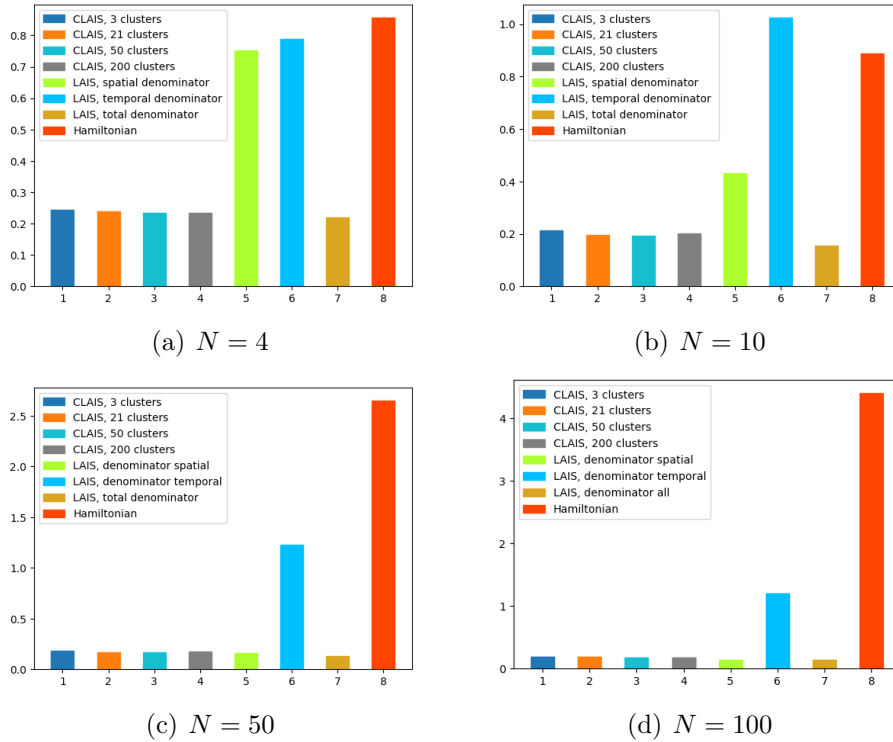 CLAIS, 3 clusters
CLAIS, 21 clusters
CLAIS, 50 clusters
CLAIS, 200 clusters
LAIS, spatial denominator
LAIS, temporal denominator
LAIS, total denominator
Hamiltonian
0.8
0.7
0.6
0.5
0.4
0.3
0.2
0.1
0.0
1 2 3 4 5 6 7 8
(a) N = 4
CLAIS, 3 clusters
CLAIS, 21 clusters
CLAIS, 50 clusters
CLAIS, 200 clusters
LAIS, spatial denominator
LAIS, temporal denominator
LAIS, total denominator
Hamiltonian
1.0
0.8
0.6
0.4
0.2
0.0
1 2 3 4 5 6 7 8
(b) N = 10
CLAIS, 3 clusters
CLAIS, 21 clusters
CLAIS, 50 clusters
CLAIS, 200 clusters
LAIS, denominator spatial
LAIS, denominator temporal
LAIS, total denominator
Hamiltonian
2.5
2.0
1.5
1.0
0.5
0.0
1 2 3 4 5 6 7 8
(c) N = 50
CLAIS, 3 clusters
CLAIS, 21 clusters
CLAIS, 50 clusters
CLAIS, 200 clusters
LAIS, denominator spatial
LAIS, denominator temporal
LAIS, denominator all
Hamiltonian
4
3
2
1
0
1 2 3 4 5 6 7 8
(d) N = 100